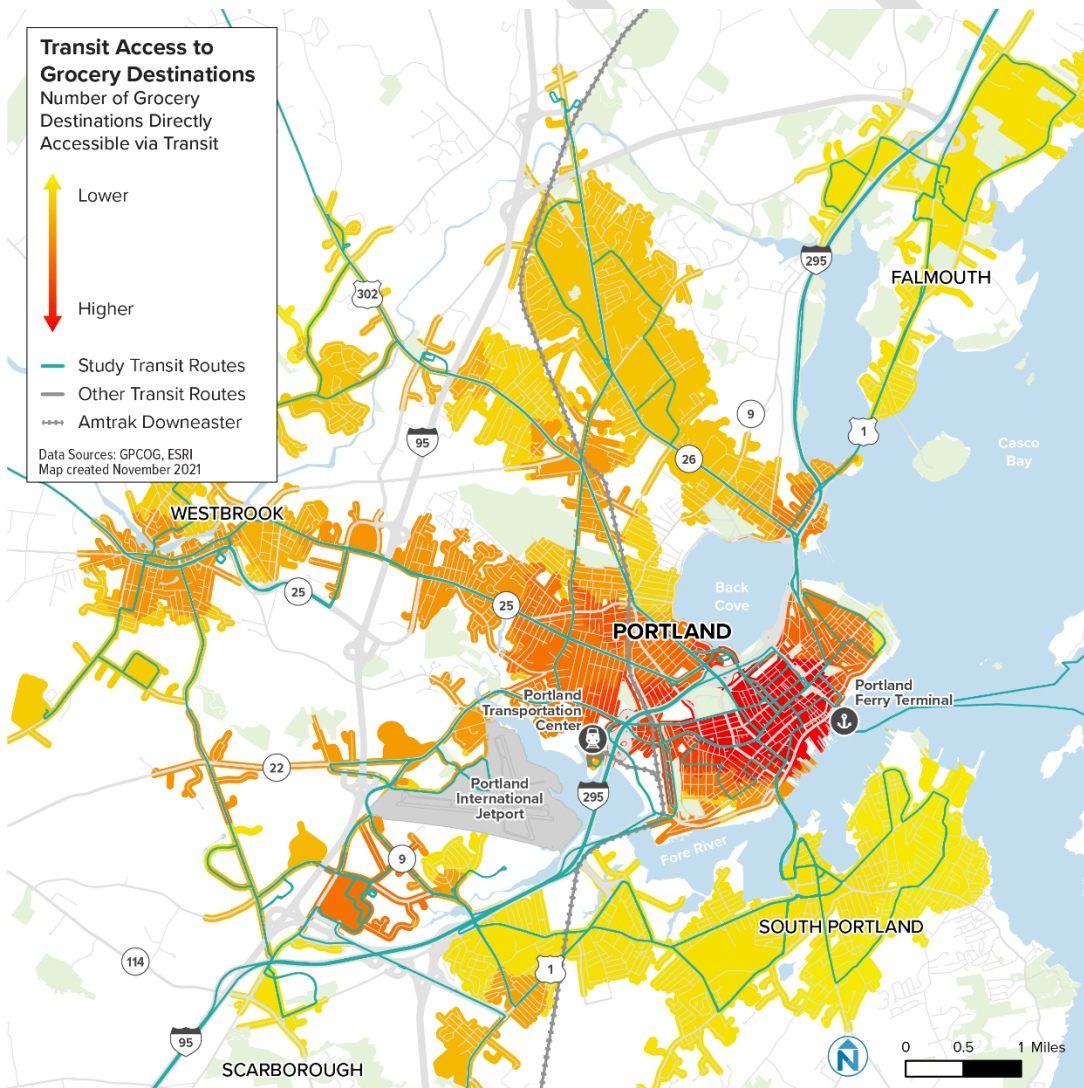 Transit Access to
Grocery Destinations
Number of Grocery
Destinations Directly
Accessible via Transit
Lower
Higher
Study Transit Routes
Other Transit Routes
Amtrak Downeaster
Data Sources: GPCOG, ESRI
Map created November 2021
295
FALMOUTH
302
9
1
95
Casco
Bay
26
WESTBROOK
25
25
Back
Cove
PORTLAND
Portland
Transportation
Center
Portland
Ferry Terminal
22
Portland
International
Jetport
295
9
Fore River
SOUTH PORTLAND
114
1
95
SCARBOROUGH
N
0 0.5 1 Miles